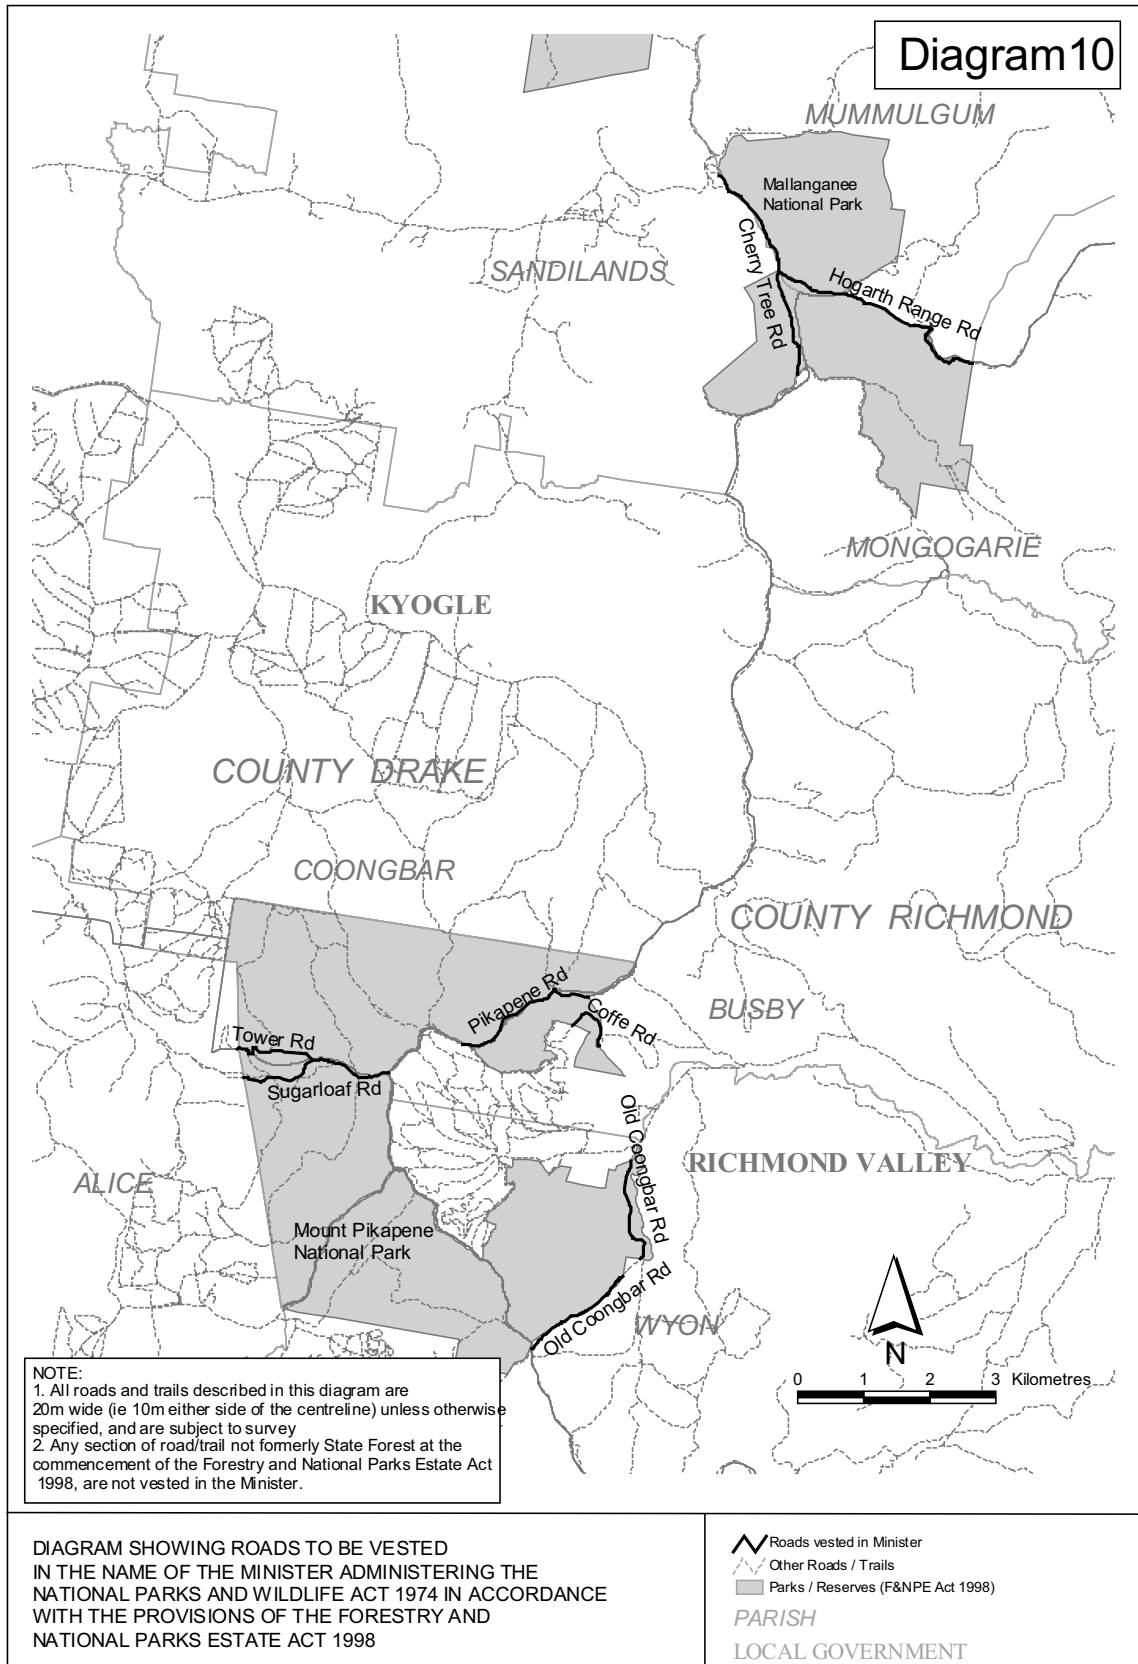 Diagram10
MUMMULGUM
Mallanganee
National Park
Cherry Tree Rd
SANDILANDS
Hogarth Range Rd
MONGOGARIE
KYOGLE
COUNTY DRAKE
COONGBAR
COUNTY RICHMOND
Pikapene Rd
Coffe Rd
BUSBY
Tower Rd
Sugarloaf Rd
Old Coongbar Rd
RICHMOND VALLEY
ALICE
Mount Pikapene
National Park
Old Coongbar Rd
WYON
N
0 1 2 3 Kilometres
NOTE:
1. All roads and trails described in this diagram are
20m wide (ie 10m either side of the centreline) unless otherwise
specified, and are subject to survey
2. Any section of road/trail not formerly State Forest at the
commencement of the Forestry and National Parks Estate Act
1998, are not vested in the Minister.
DIAGRAM SHOWING ROADS TO BE VESTED
IN THE NAME OF THE MINISTER ADMINISTERING THE
NATIONAL PARKS AND WILDLIFE ACT 1974 IN ACCORDANCE
WITH THE PROVISIONS OF THE FORESTRY AND
NATIONAL PARKS ESTATE ACT 1998
Roads vested in Minister
Other Roads / Trails
Parks / Reserves (F&NPE Act 1998)
PARISH
LOCAL GOVERNMENT